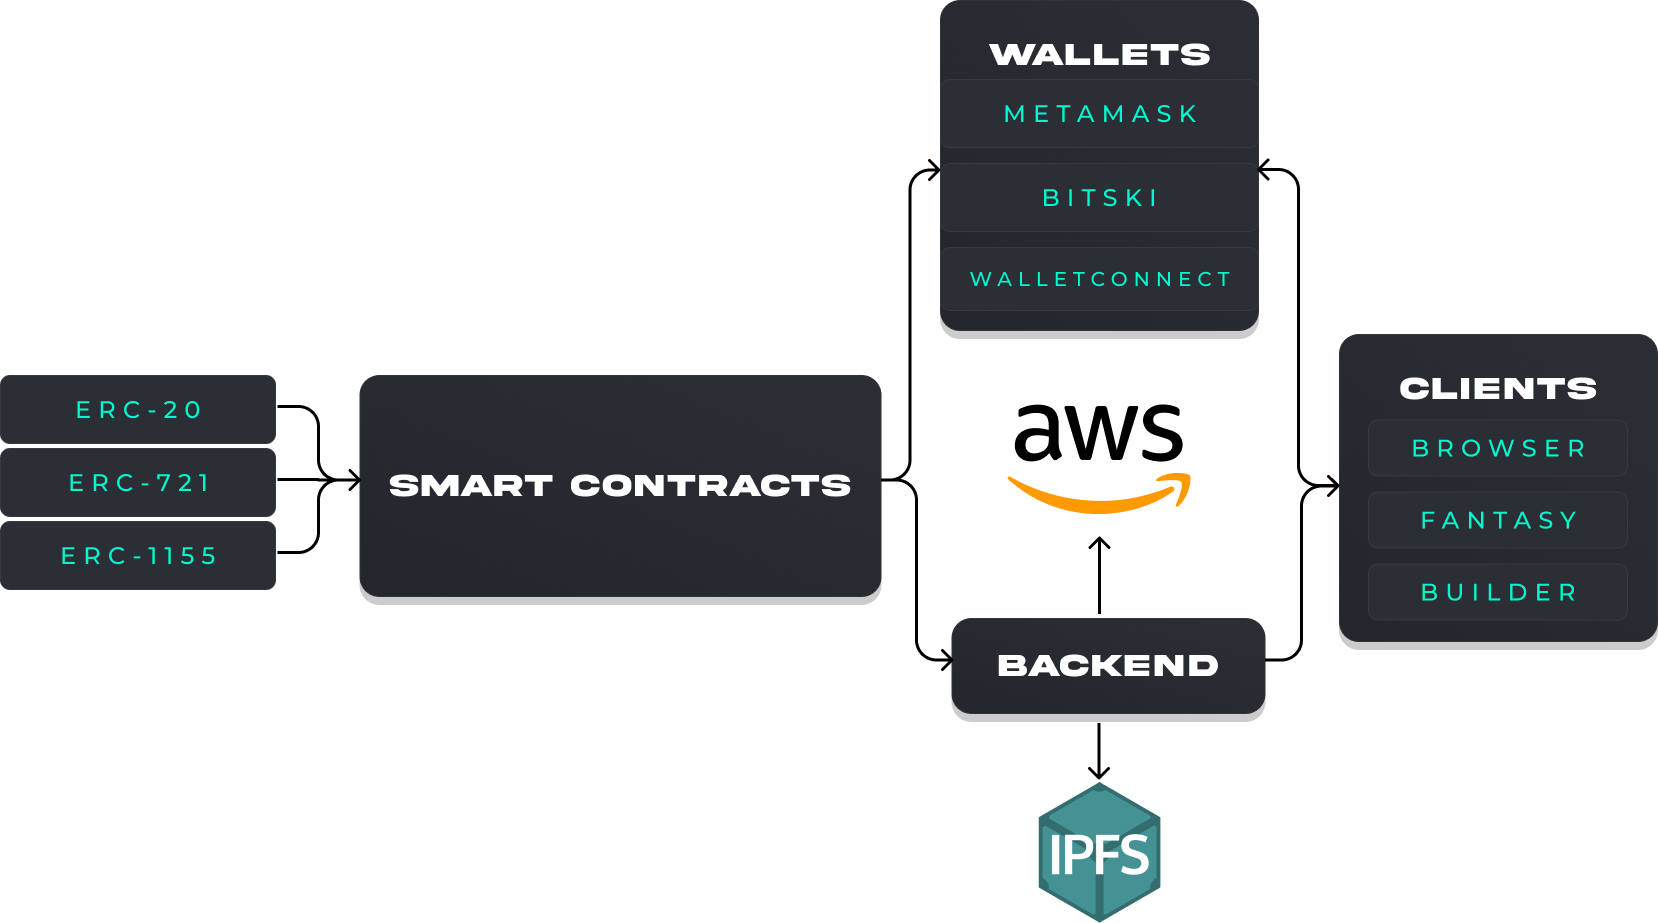 WALLETS
METAMASK
BITSKI
WALLETCONNECT
ERC-20
ERC-721
ERC-1155
SMART CONTRACTS
aws
BACKEND
IPFS
CLIENTS
BROWSER
FANTASY
BUILDER